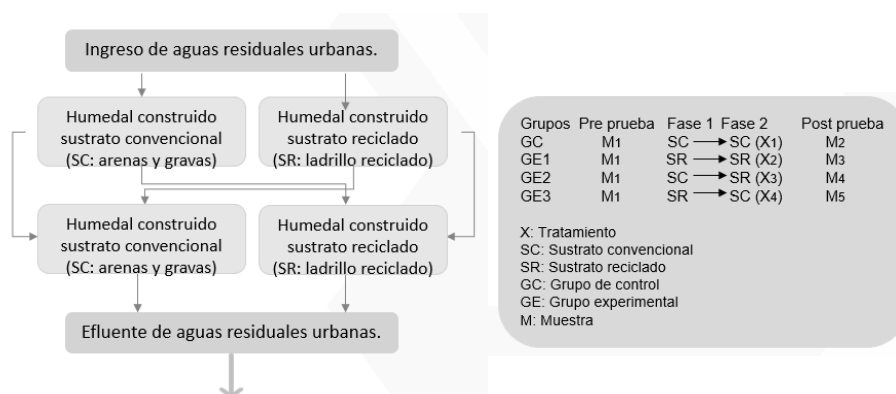 Ingreso de aguas residuales urbanas.
Humedal construido
sustrato convencional
(SC: arenas y gravas)
Humedal construido
sustrato reciclado
(SR: ladrillo reciclado)
Humedal construido
sustrato convencional
(SC: arenas y gravas)
Humedal construido
sustrato reciclado
(SR: ladrillo reciclado)
Efluente de aguas residuales urbanas.
Grupos Pre prueba Fase 1 Fase 2 Post prueba
GC M1 SC → SC (X1) M2
GE1 M1 SR → SR (X2) M3
GE2 M1 SC → SR (X3) M4
GE3 M1 SR → SC (X4) M5
X: Tratamiento
SC: Sustrato convencional
SR: Sustrato reciclado
GC: Grupo de control
GE: Grupo experimental
M: Muestra